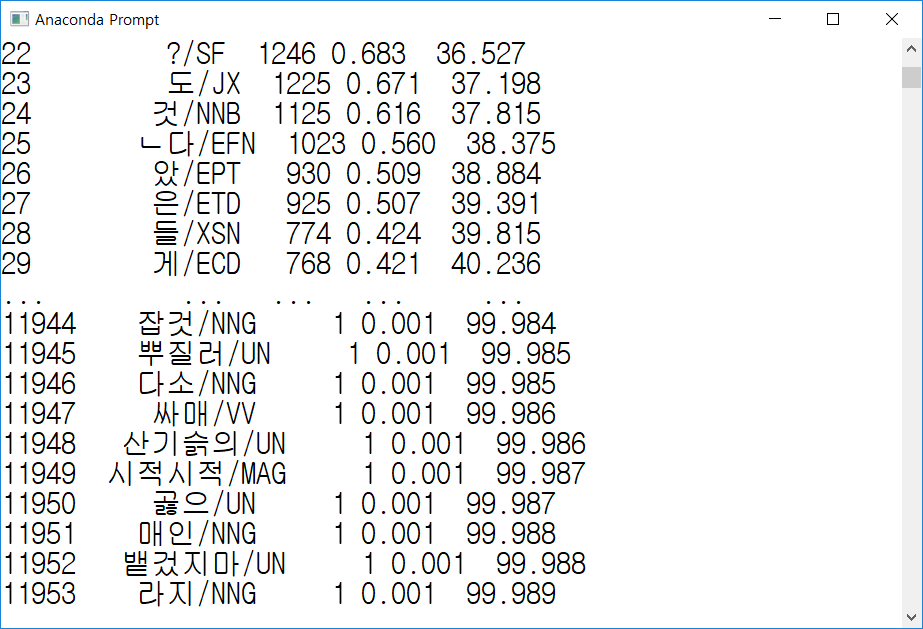 Anaconda Prompt
22 ?/SF 1246 0.683 36.527
23 도/JX 1225 0.671 37.198
24 것/NNB 1125 0.616 37.815
25 ㄴ다/EFN 1023 0.560 38.375
26 았/EPT 930 0.509 38.884
27 은/ETD 925 0.507 39.391
28 들/XSN 774 0.424 39.815
29 게/ECD 768 0.421 40.236
... ... ... ... ...
11944 잡것/NNG 1 0.001 99.984
11945 뿌질러/UN 1 0.001 99.985
11946 다소/NNG 1 0.001 99.985
11947 싸매/VV 1 0.001 99.986
11948 산기슭의/UN 1 0.001 99.986
11949 시적시적/MAG 1 0.001 99.987
11950 곯으/UN 1 0.001 99.987
11951 매인/NNG 1 0.001 99.988
11952 뱉겄지마/UN 1 0.001 99.988
11953 라지/NNG 1 0.001 99.989